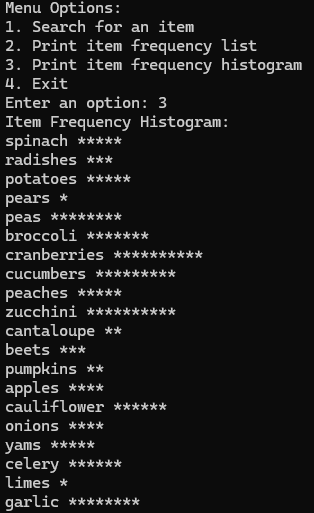 Menu Options:
1. Search for an item
2. Print item frequency list
3. Print item frequency histogram
4. Exit
Enter an option: 3
Item Frequency Histogram:
spinach *****
radishes ***
potatoes *****
pears *
peas ********
broccoli *******
cranberries **********
cucumbers *********
peaches *****
zucchini **********
cantaloupe **
beets ***
pumpkins **
apples ****
cauliflower ******
onions ****
yams *****
celery ******
limes *
garlic ********